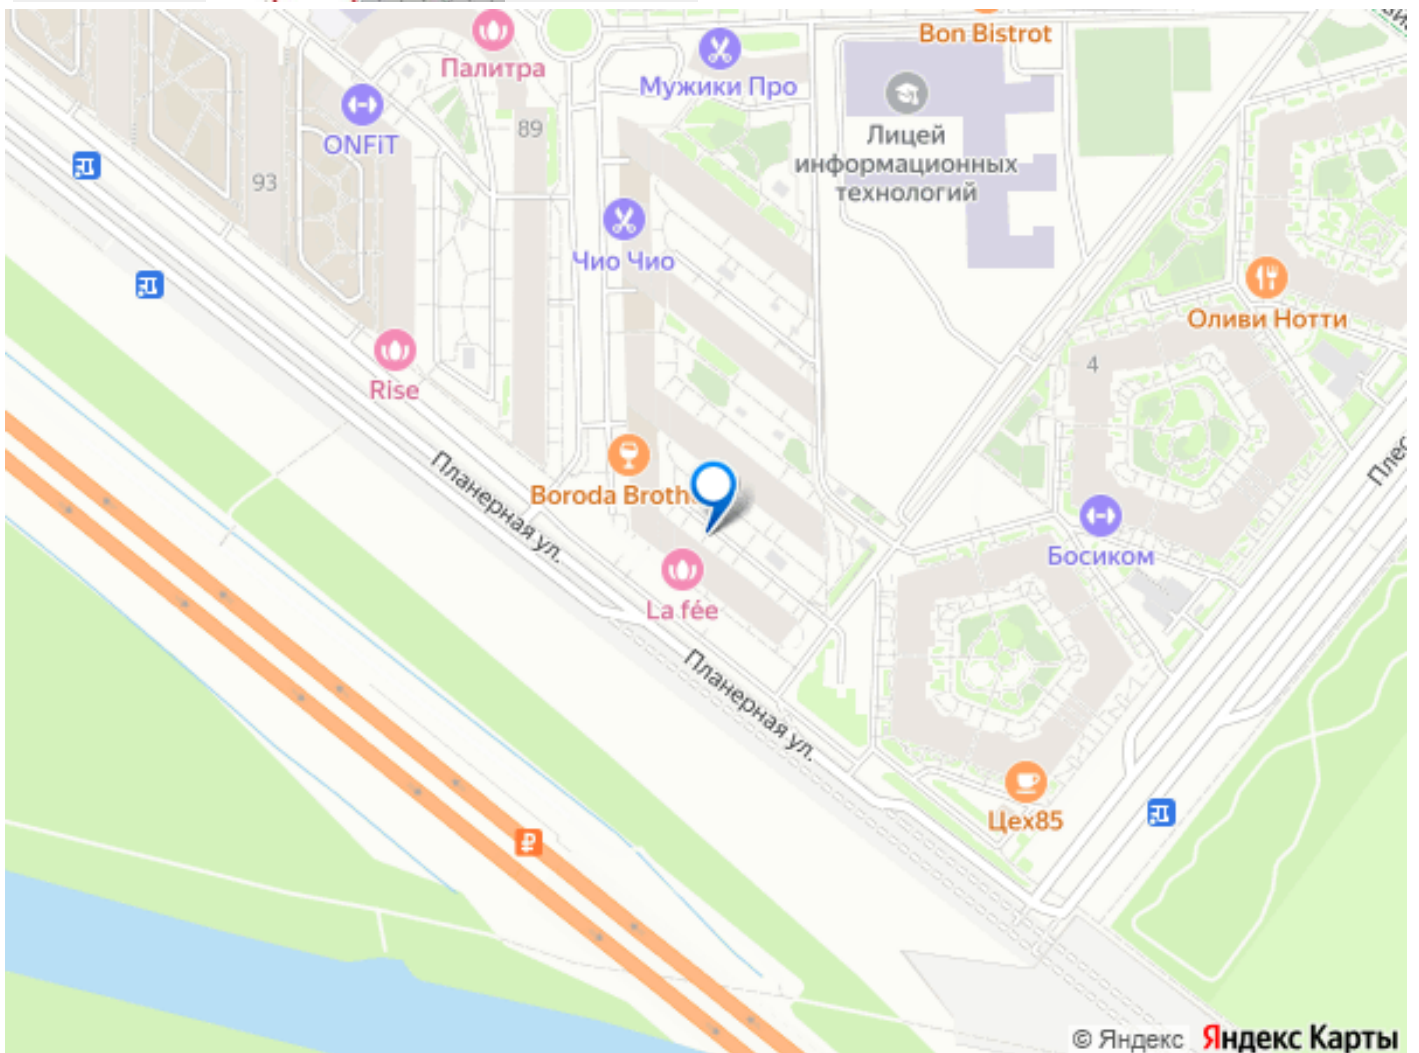 Bon Bistrot
Палитра
Мужики Про
89
ONFiT
Лицей
информационных
технологий
93
Чио Чио
Оливи Нотти
4
Rise
Планерная ул.
Boroda Broth
Босиком
La fée
Планерная ул.
Цех85
₽
© Яндекс Яндекс Карты